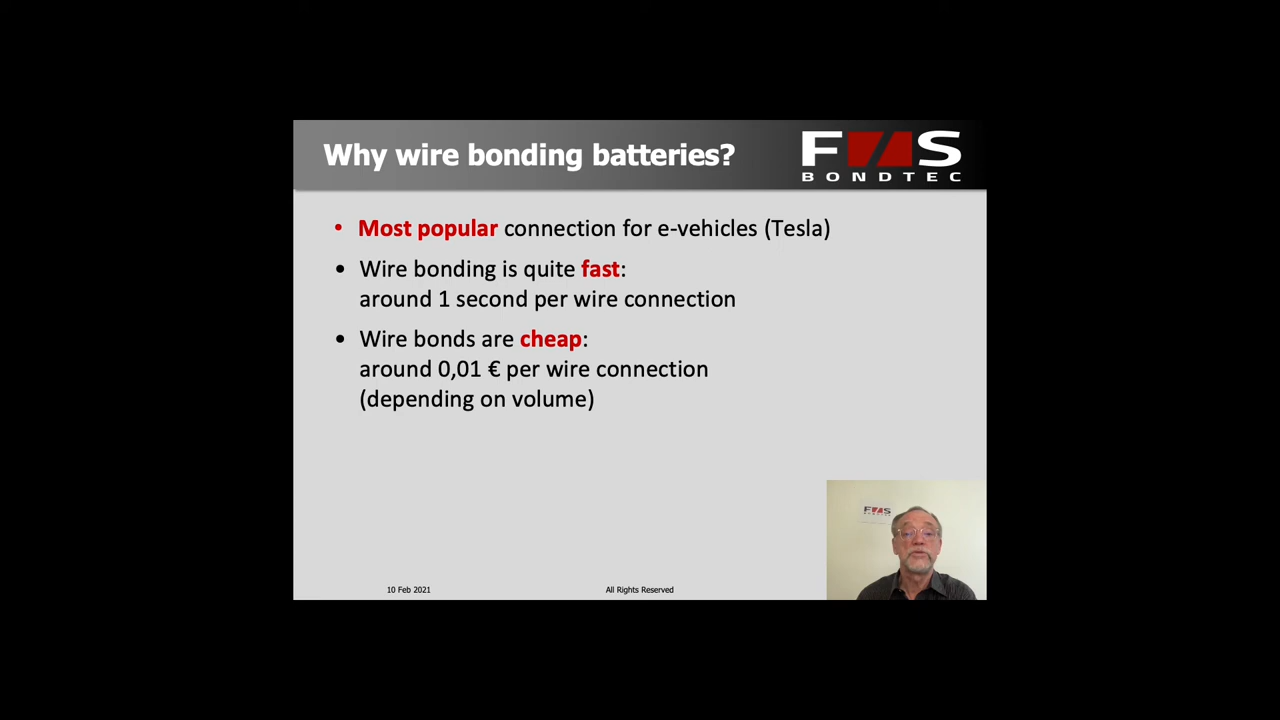 Why wire bonding batteries?
F S
BONDTEC
• Most popular connection for e-vehicles (Tesla)
• Wire bonding is quite fast:
around 1 second per wire connection
• Wire bonds are cheap:
around 0,01 € per wire connection
(depending on volume)
F S
BONDTEC
10 Feb 2021
All Rights Reserved